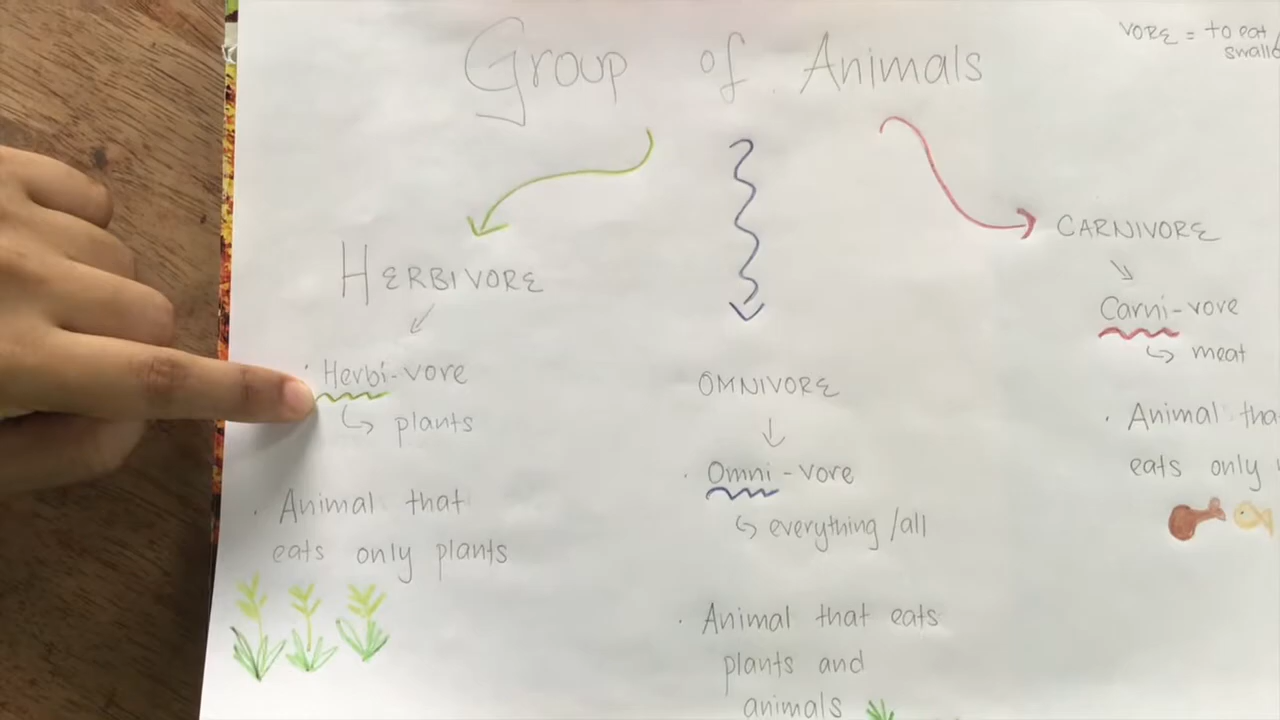 Group of Animals
VORE = to eat /
HERBIVORE
Herbi-vore
plants
Animal that
eats only plants
OMNIVORE
Omni-vore
everything/all
Animal that eats
plants and
animals
CARNIVORE
Carni-vore
meat
Animal
eats only